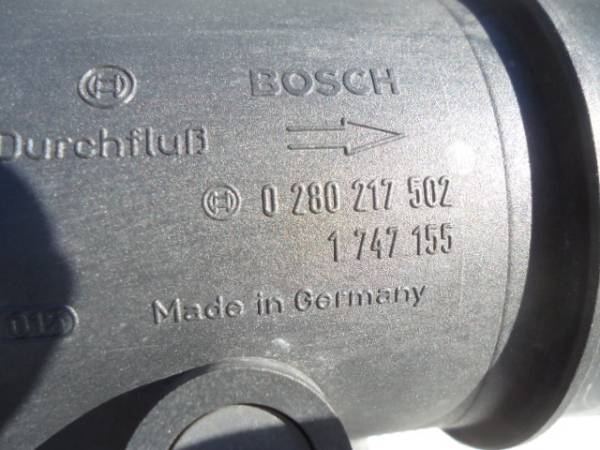 BOSCH
Durchfluß
0 280 217 502
1 747 155
Made in Germany